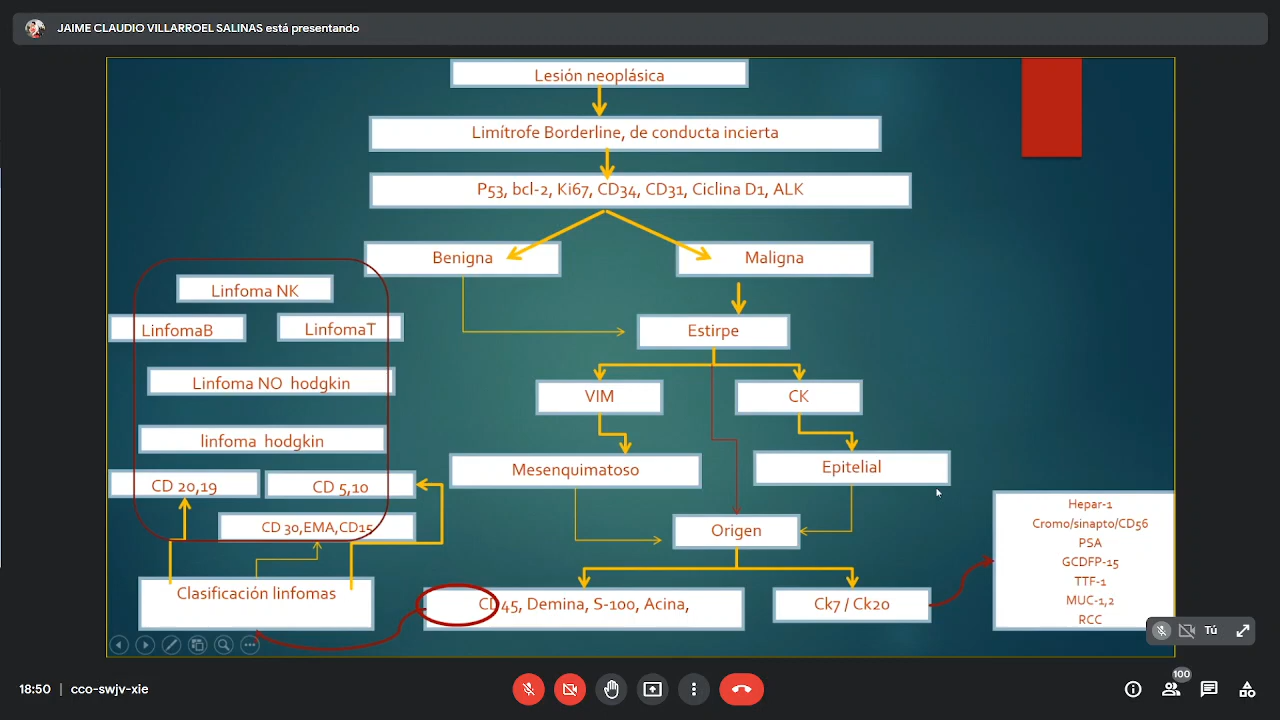 JAIME CLAUDIO VILLARROEL SALINAS está presentando
Lesión neoplásica
Limítrofe Borderline, de conducta incierta
P53, bcl-2, Ki67, CD34, CD31, Ciclina D1, ALK
Benigna
Maligna
Linfoma NK
LinfomaB
LinfomaT
Estirpe
Linfoma NO hodgkin
VIM
CK
linfoma hodgkin
Mesenquimatoso
Epitelial
CD 20,19
CD 5,10
CD 30,EMA,CD15
Origen
Hepar-1
Cromo/sinapto/CD56
PSA
GCDFP-15
TTF-1
MUC-1,2
RCC
Clasificación linfomas
CD45, Demina, S-100, Acina,
Ck7 / Ck20
Tú
18:50 | cco-swjv-xie
100